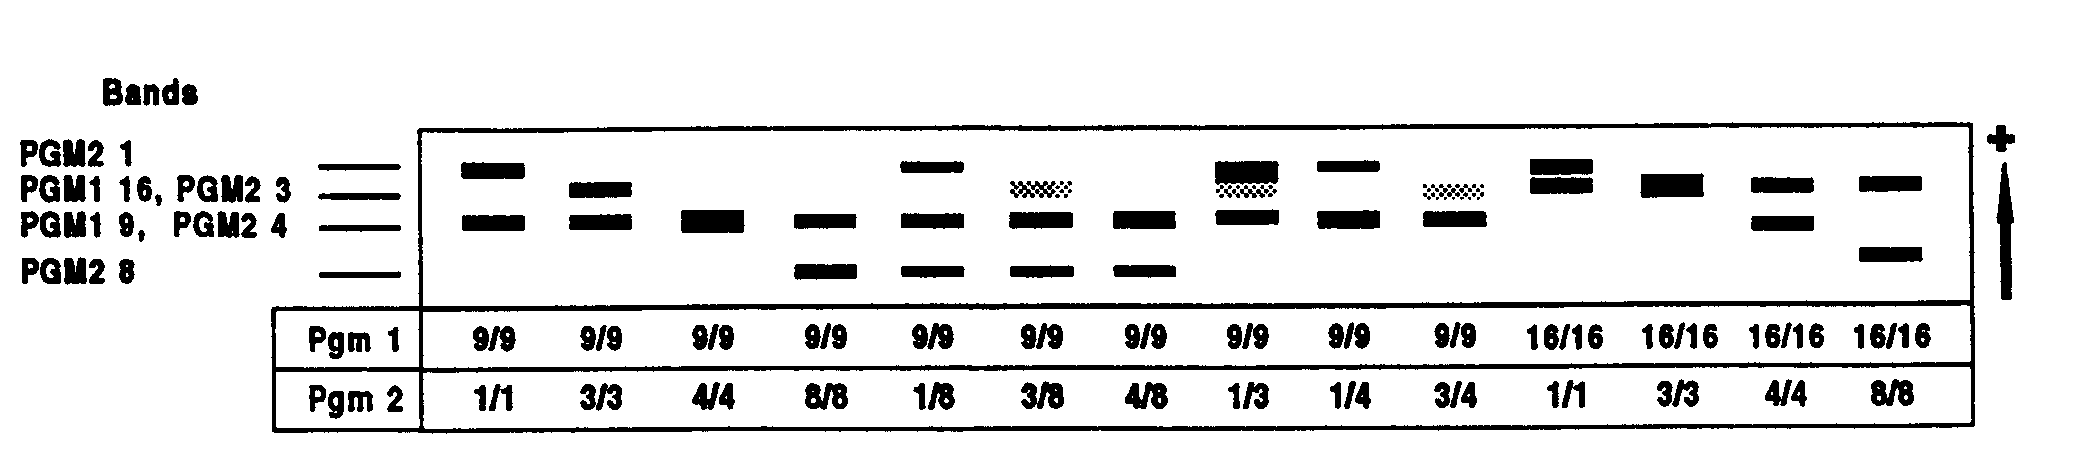 Bands
PGM2 1
+
PGM1 16, PGM2 3
PGM1 9, PGM2 4
PGM2 8
Pgm 1 9/9 9/9 9/9 9/9 9/9 9/9 9/9 9/9 9/9 9/9 16/16 16/16 16/16 16/16
Pgm 2 1/1 3/3 4/4 8/8 1/8 3/8 4/8 1/3 1/4 3/4 1/1 3/3 4/4 8/8